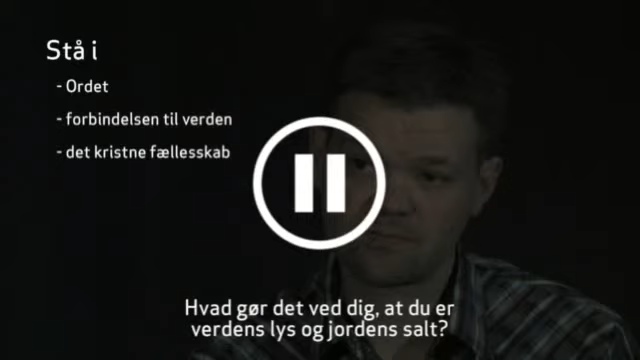 Stå i
- Ordet
- forbindelsen til verden
- det kristne fællesskab
Hvad gør det ved dig, at du er
verdens lys og jordens salt?